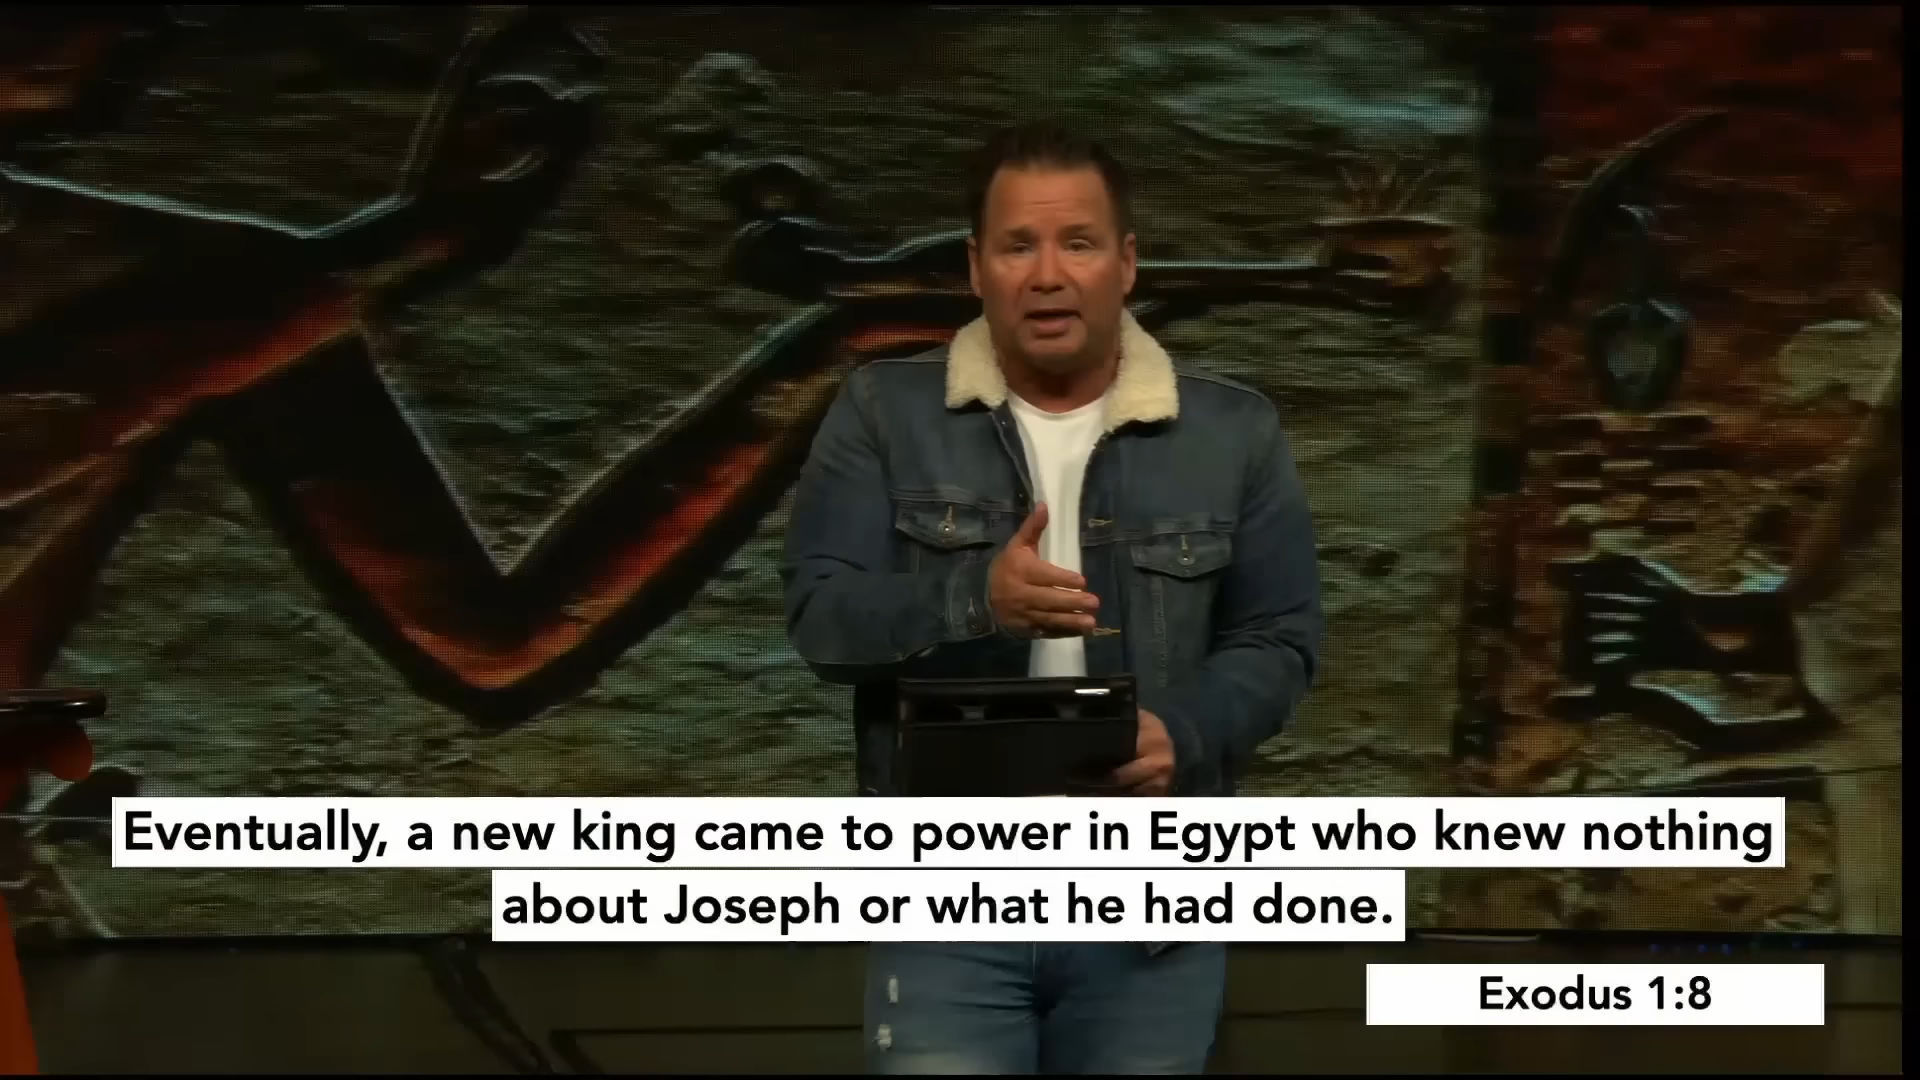 Eventually, a new king came to power in Egypt who knew nothing
about Joseph or what he had done.
Exodus 1:8